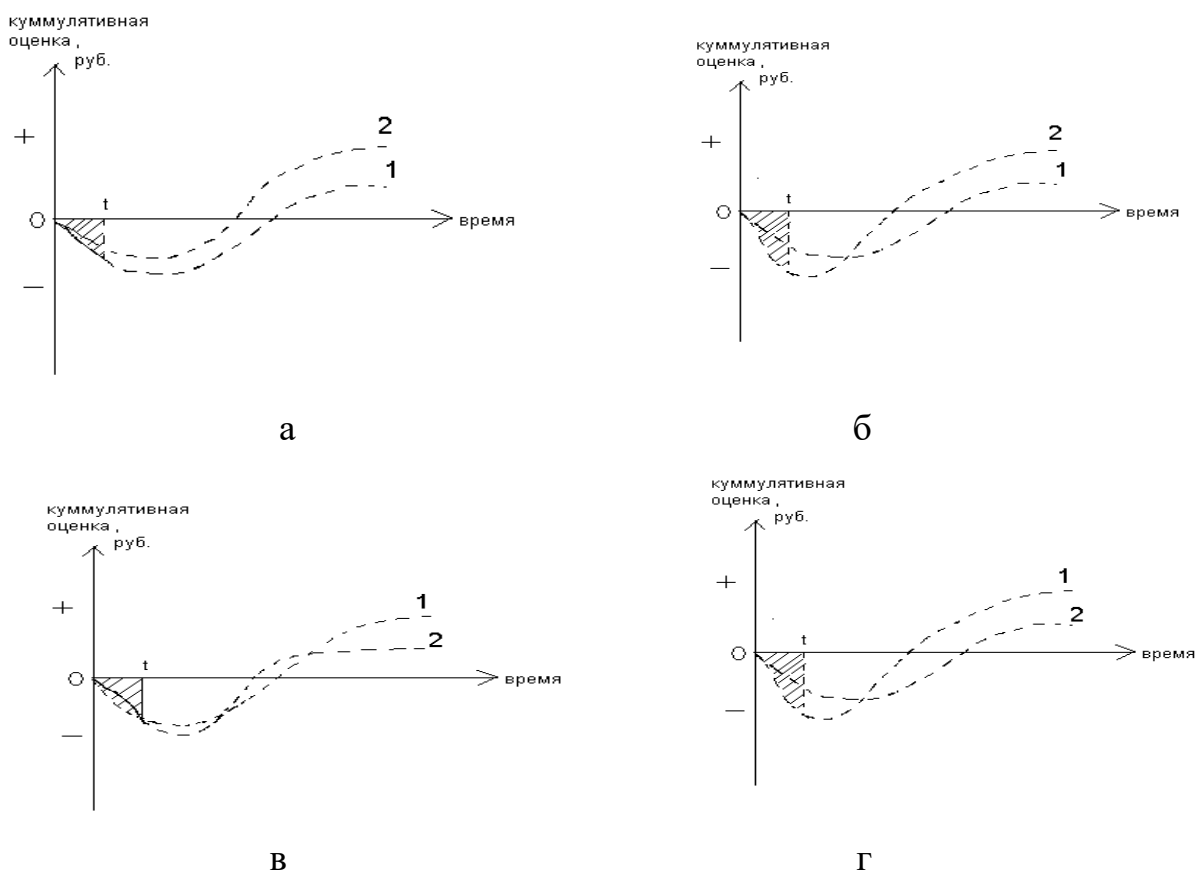 куммулятивная
оценка ,
руб.
+
2
1
t
О
время
—
а
куммулятивная
оценка ,
руб.
+
2
1
t
О
время
—
б
куммулятивная
оценка ,
руб.
+
1
2
t
О
время
—
в
куммулятивная
оценка ,
руб.
+
1
2
t
О
время
—
г